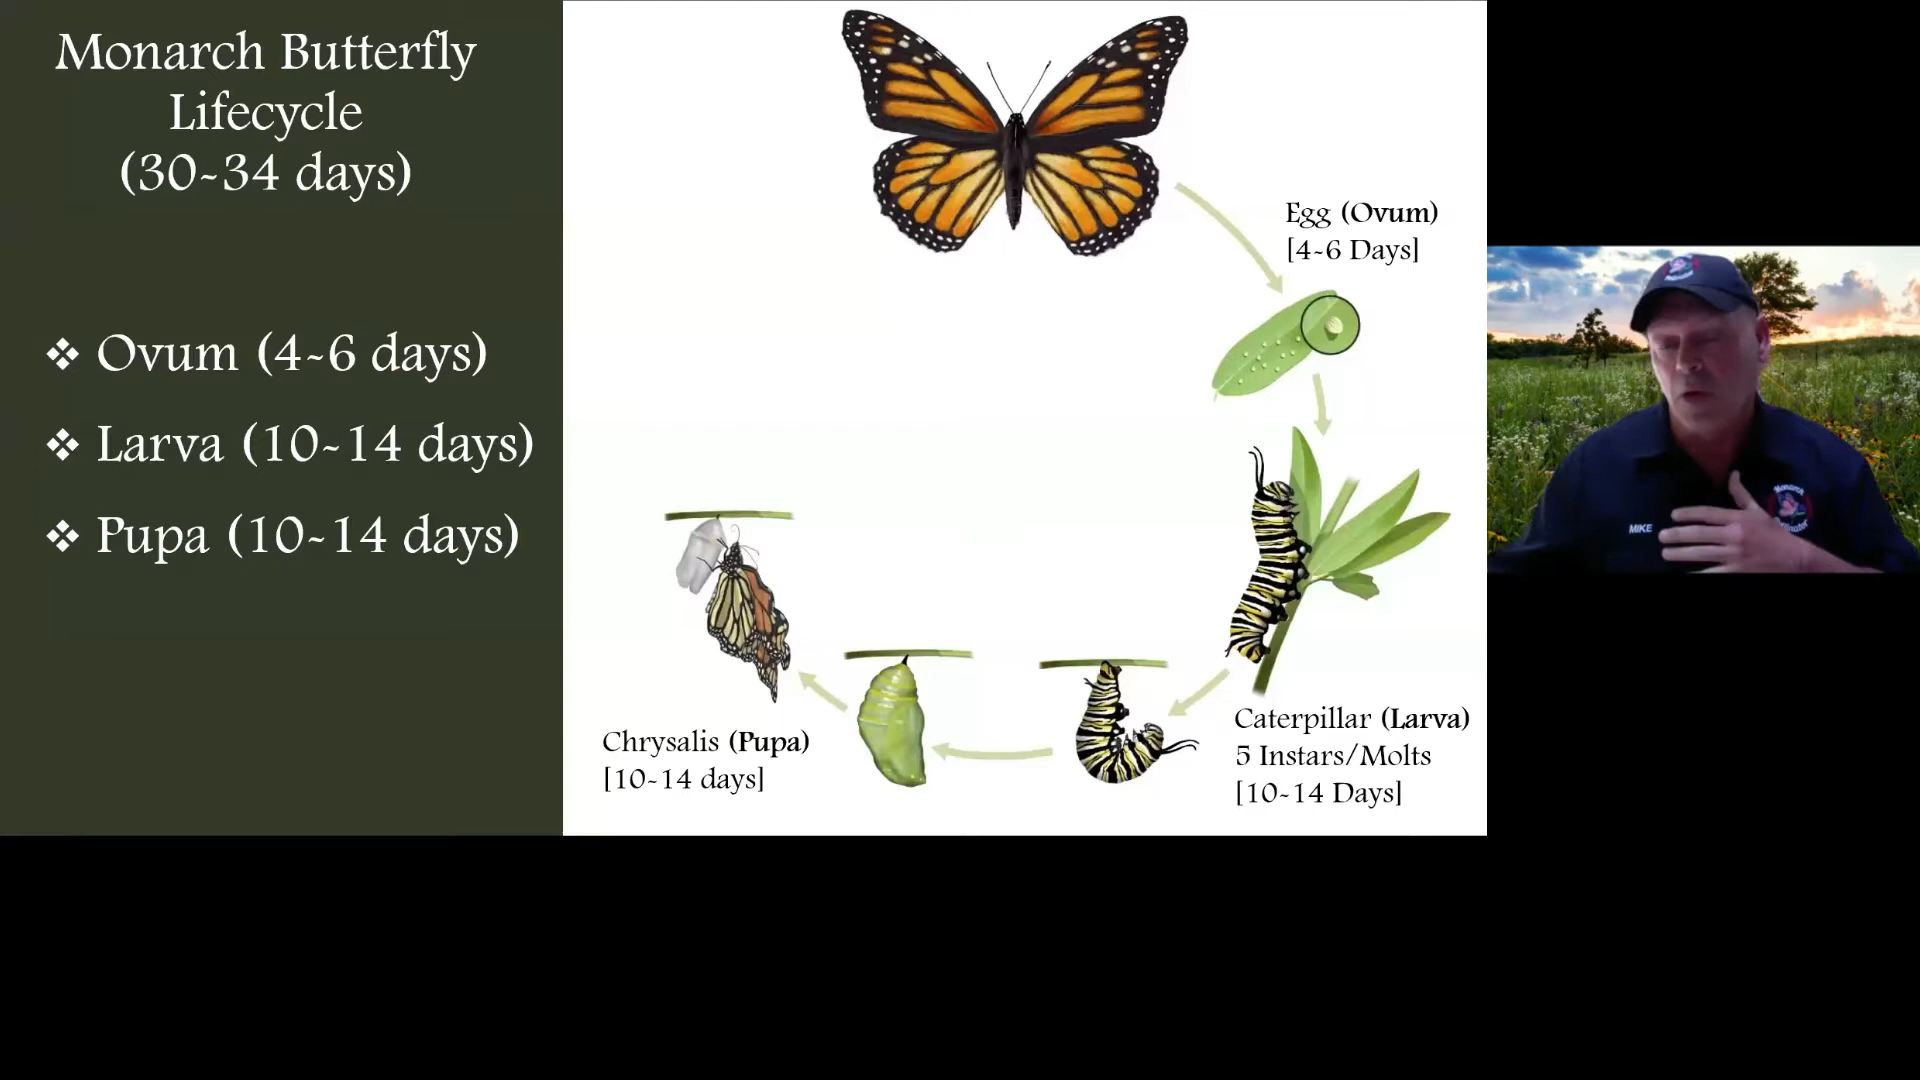 Monarch Butterfly
Lifecycle
(30-34 days)
❖ Ovum (4-6 days)
❖ Larva (10-14 days)
❖ Pupa (10-14 days)
Egg (Ovum)
[4-6 Days]
Caterpillar (Larva)
5 Instars/Molts
[10-14 Days]
Chrysalis (Pupa)
[10-14 days]
MIKE
Monarch